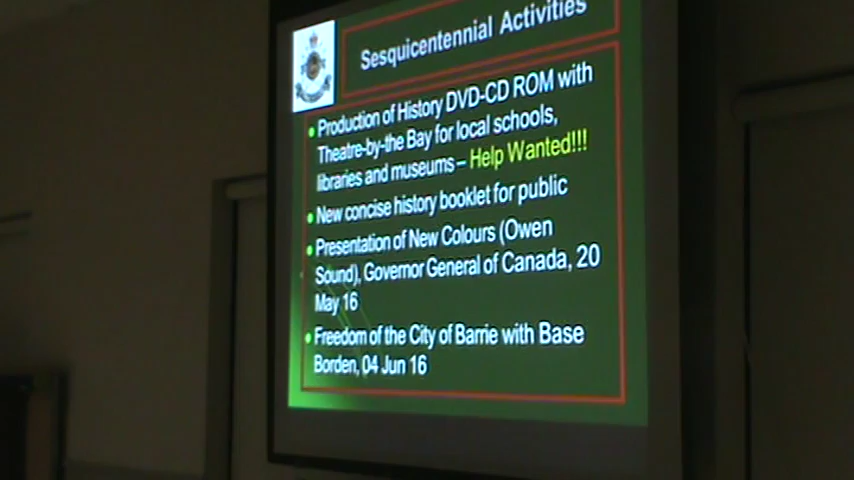 Sesquicentennial Activities
• Production of History DVD-CD ROM with
Theatre-by-the Bay for local schools,
libraries and museums – Help Wanted!!!
• New concise history booklet for public
• Presentation of New Colours (Owen
Sound), Governor General of Canada, 20
May 16
• Freedom of the City of Barrie with Base
Borden, 04 Jun 16